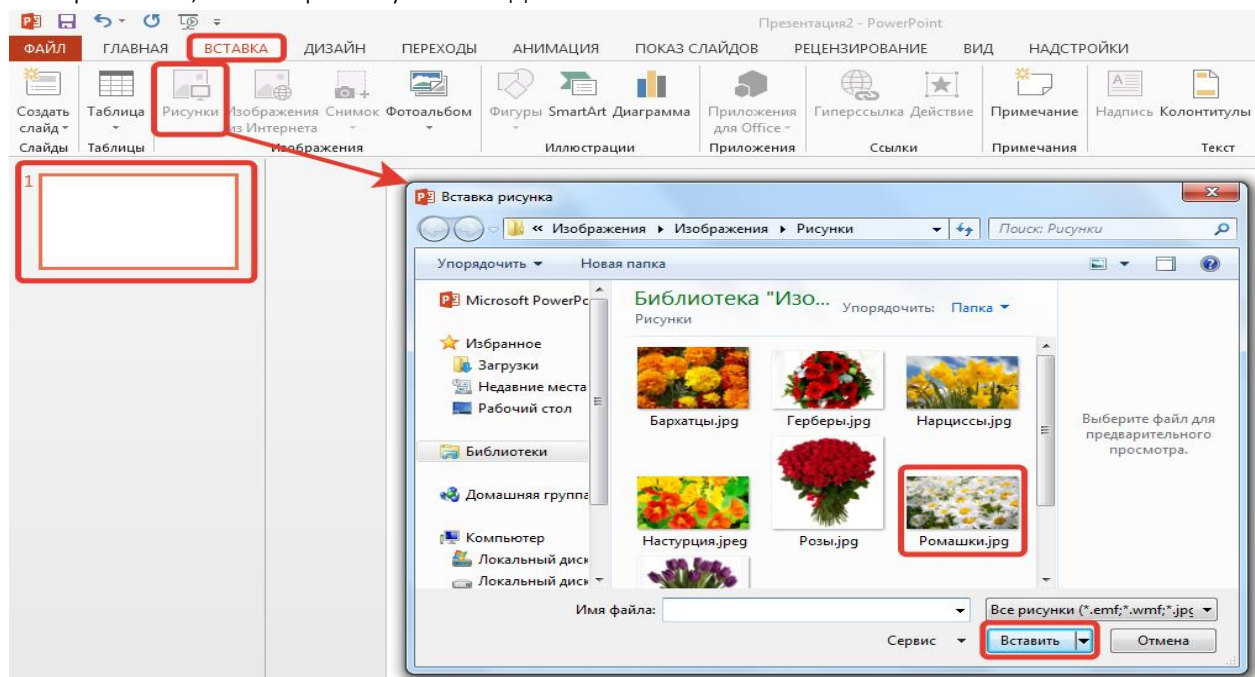 Презентация2 - PowerPoint
ФАЙЛ ГЛАВНАЯ ВСТАВКА ДИЗАЙН ПЕРЕХОДЫ АНИМАЦИЯ ПОКАЗ СЛАЙДОВ РЕЦЕНЗИРОВАНИЕ ВИД НАДСТРОЙКИ
Создать Таблица Рисунки Изображения Снимок Фотоальбом Фигуры SmartArt Диаграмма Приложения Гиперссылка Действие Примечание Надпись Колонтитулы
слайд из Интернета для Office
Слайды Таблицы Изображения Иллюстрации Приложения Ссылки Примечания Текст
1
Вставка рисунка
« Изображения Изображения Рисунки Поиск: Рисунки
Упорядочить Новая папка
Microsoft PowerPc
Избранное
Загрузки
Недавние места
Рабочий стол
Библиотеки
Домашняя группа
Компьютер
Локальный диск
Локальный диск
Библиотека "Изо... Упорядочить: Папка
Рисунки
Бархатцы.jpg Герберы.jpg Нарциссы.jpg
Настурция.jpeg Розы.jpg Ромашки.jpg
Выберите файл для
предварительного
просмотра.
Имя файла: Все рисунки (*.emf;*.wmf;*.jpg
Сервис Вставить Отмена